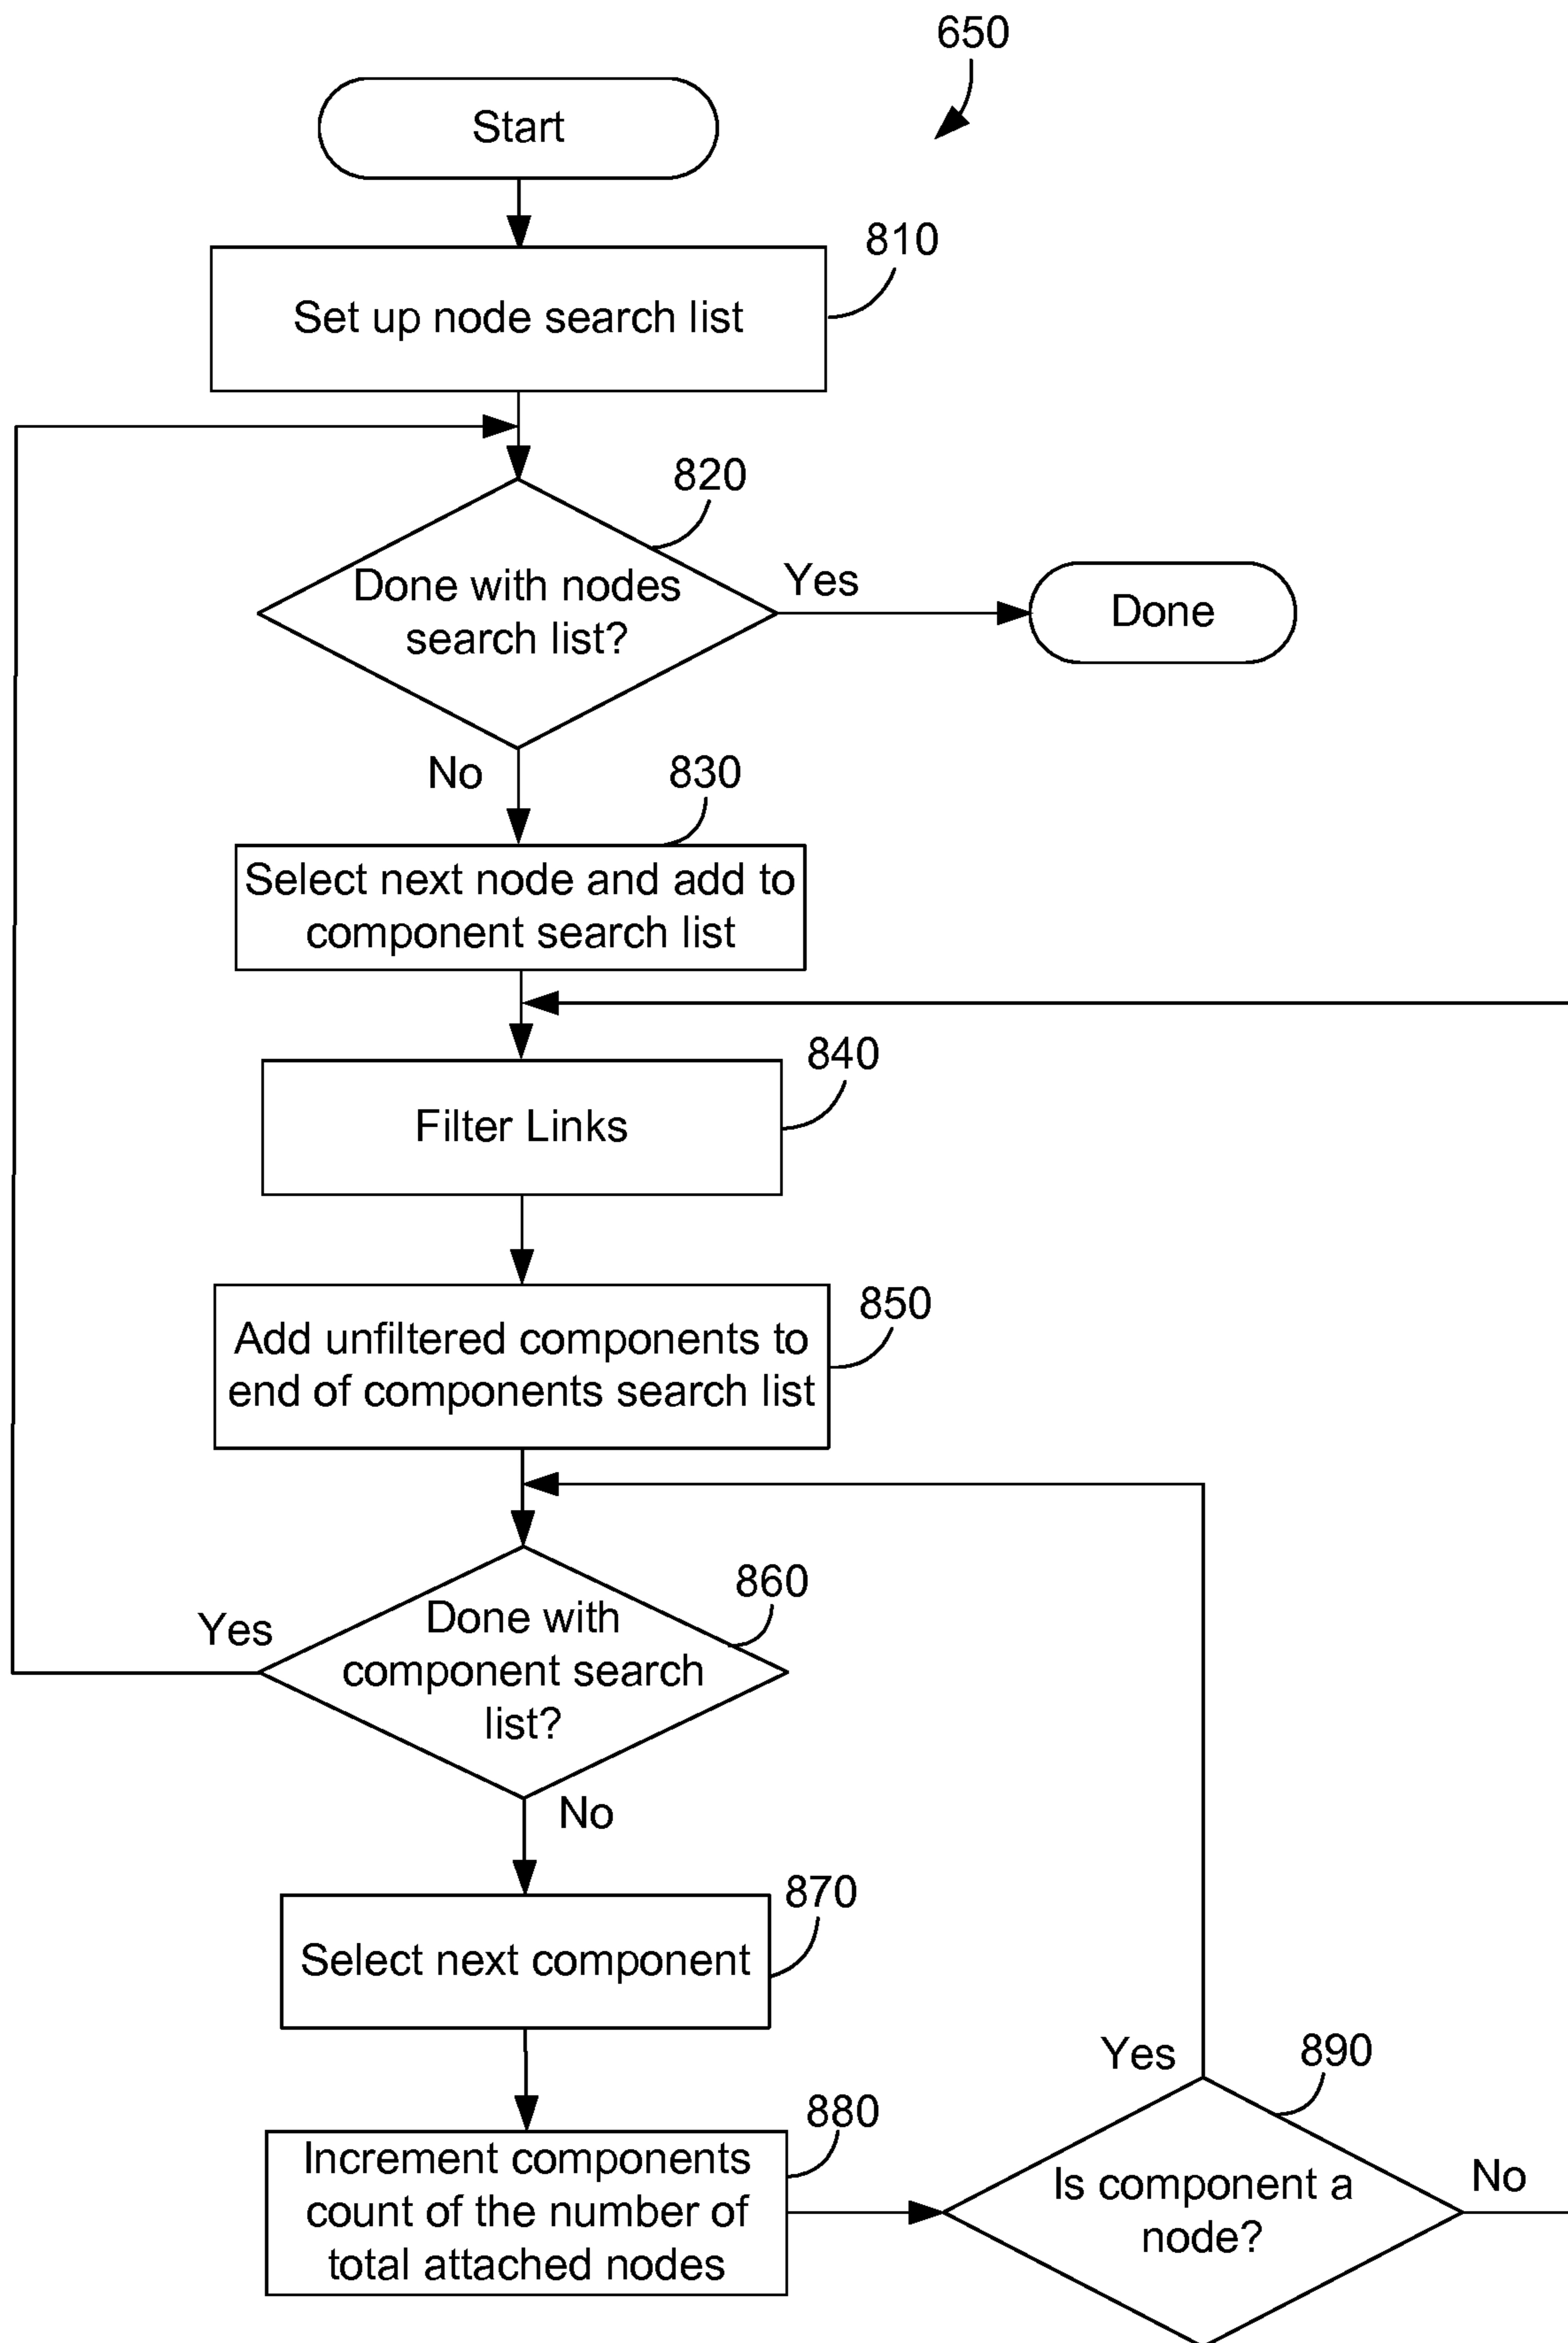 650
Start
810
Set up node search list
820
Done with nodes
search list?
Yes
Done
No
830
Select next node and add to
component search list
840
Filter Links
850
Add unfiltered components to
end of components search list
860
Yes
Done with
component search
list?
No
870
Select next component
Yes
890
880
Increment components
count of the number of
total attached nodes
Is component a
node?
No